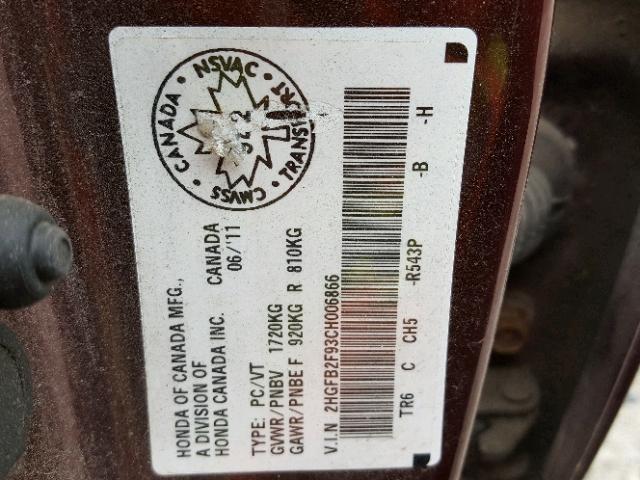 HONDA OF CANADA MFG.,
A DIVISION OF
HONDA CANADA INC.
CANADA
06/'11
TYPE: PC/VT
GVWR/PNBV 1720KG
GAWR/PNBE F 920KG R 810KG
V.I.N 2HGFB2F93CH006866
TR6 C CH5 -R543P -B -H
CANADA • NSVAC • TRANSPORT • CMVSS